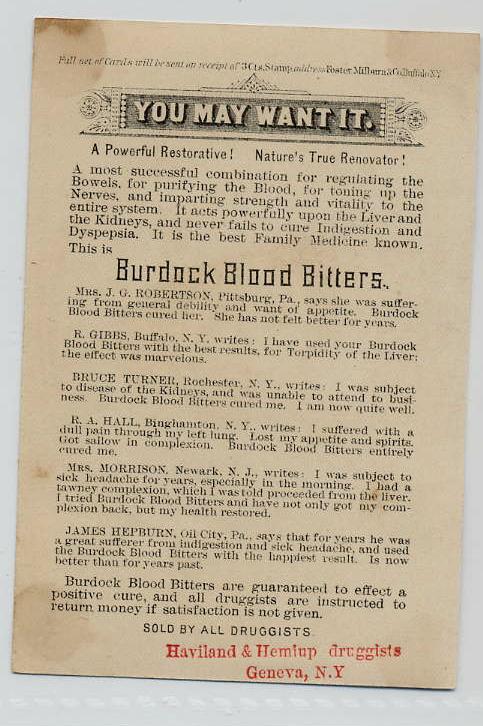 Full set of Cards will be sent on receipt of 3 Cts. Stamp, address Foster, Milburn & Co Buffalo N.Y
YOU MAY WANT IT.
A Powerful Restorative! Nature's True Renovator!
A most successful combination for regulating the
Bowels, for purifying the Blood, for toning up the
Nerves, and imparting strength and vitality to the
entire system. It acts powerfully upon the Liver and
the Kidneys, and never fails to cure Indigestion and
Dyspepsia. It is the best Family Medicine known.
This is
Burdock Blood Bitters.
MRS. J. G. ROBERTSON, Pittsburg, Pa., says she was suffer-
ing from general debility and want of appetite. Burdock
Blood Bitters cured her. She has not felt better for years.
R. GIBBS, Buffalo, N. Y. writes: I have used your Burdock
Blood Bitters with the best results, for Torpidity of the Liver;
the effect was marvelous.
BRUCE TURNER, Rochester, N. Y., writes: I was subject
to disease of the Kidneys, and was unable to attend to busi-
ness. Burdock Blood Bitters cured me. I am now quite well.
R. A. HALL, Binghamton, N. Y., writes: I suffered with a
dull pain through my left lung. Lost my appetite and spirits.
Got sallow in complexion. Burdock Blood Bitters entirely
cured me.
MRS. MORRISON, Newark, N. J., writes: I was subject to
sick headache for years, especially in the morning. I had a
tawney complexion, which I was told proceeded from the liver.
I tried Burdock Blood Bitters and have not only got my com-
plexion back, but my health restored.
JAMES HEPBURN, Oil City, Pa., says that for years he was
a great sufferer from indigestion and sick headache, and used
the Burdock Blood Bitters with the happiest result. Is now
better than for years past.
Burdock Blood Bitters are guaranteed to effect a
positive cure, and all druggists are instructed to
return money if satisfaction is not given.
SOLD BY ALL DRUGGISTS.
Haviland & Hemiup druggists
Geneva, N.Y